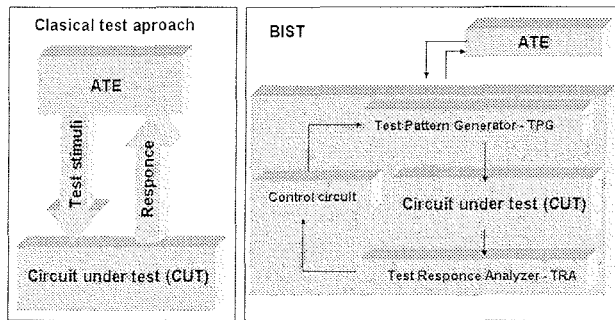 Clasical test aproach
ATE
Test stimuli
Responce
Circuit under test (CUT)
BIST
ATE
Test Pattern Generator - TPG
Control circuit
Circuit under test (CUT)
Test Responce Analyzer - TRA